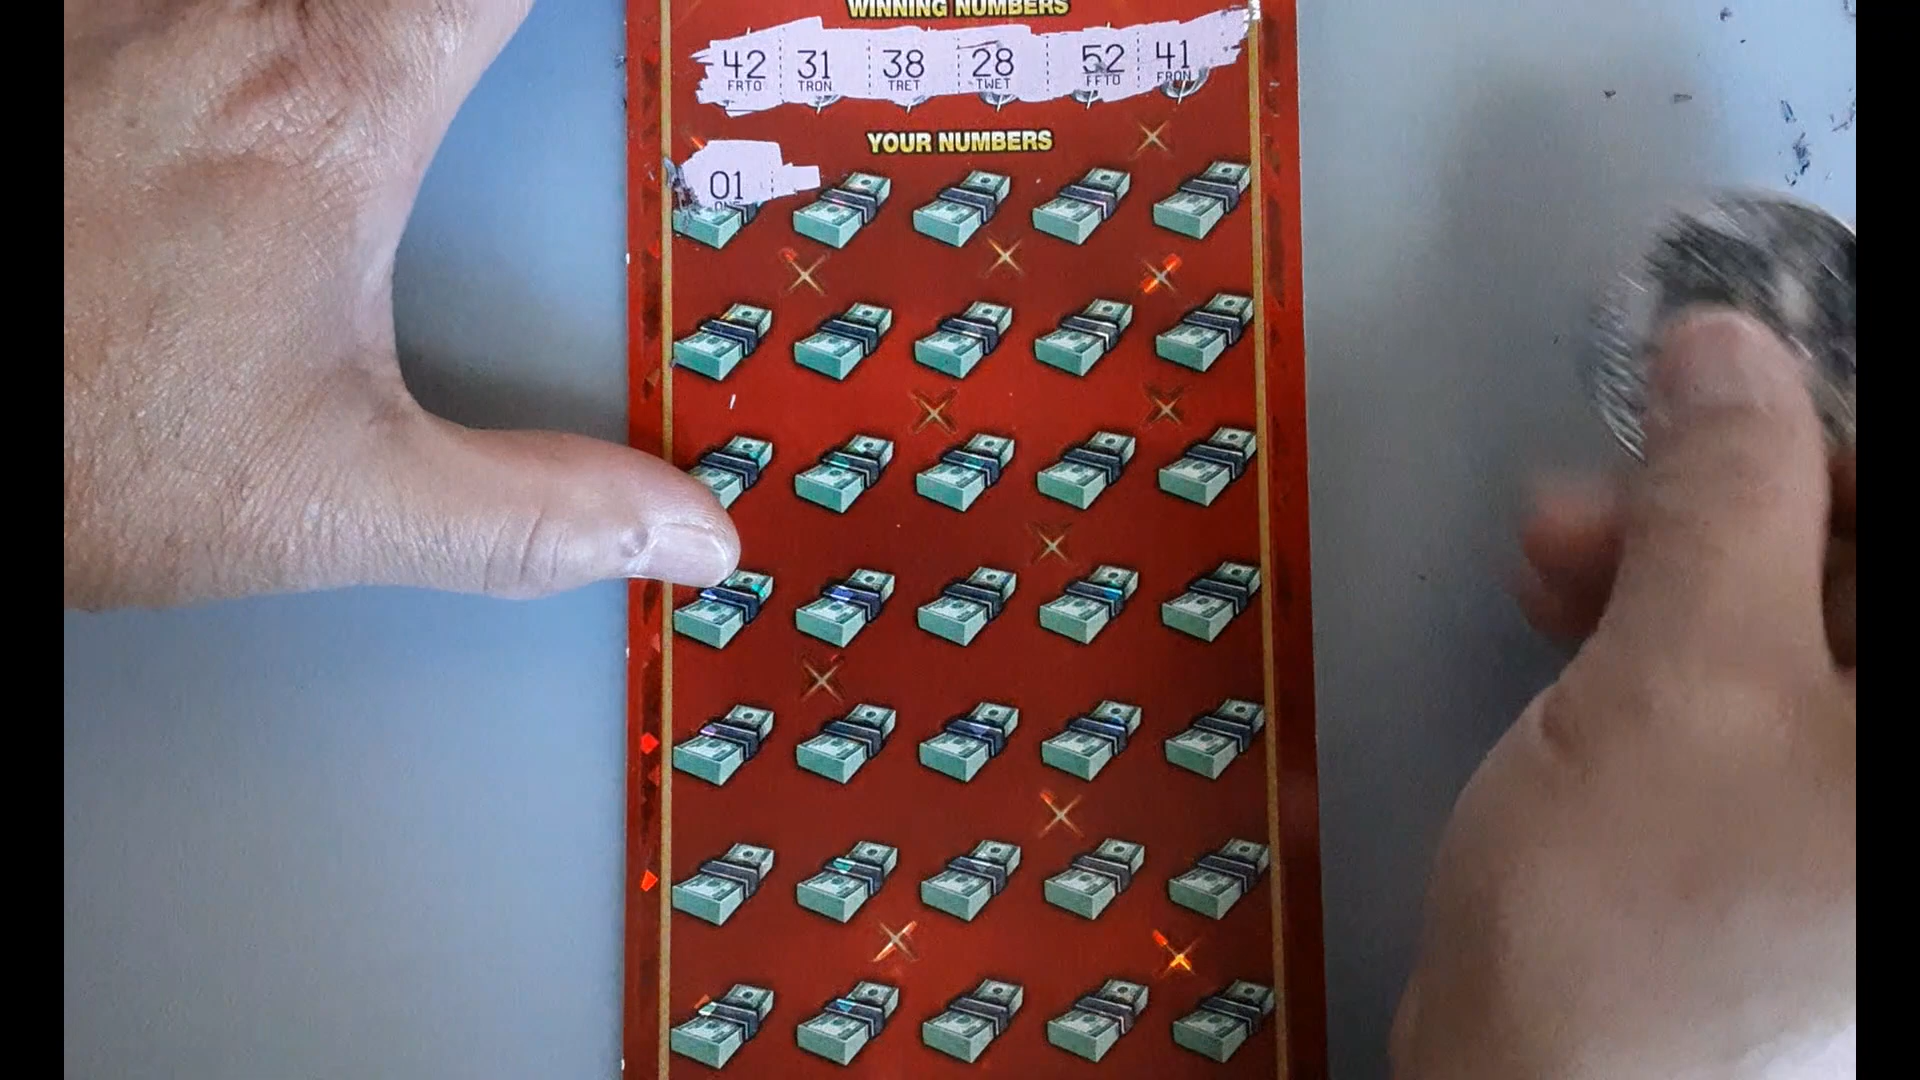 WINNING NUMBERS
42 31 38 28 52 41
FRTO TRON TRET TWET FFTO FRON
YOUR NUMBERS
01